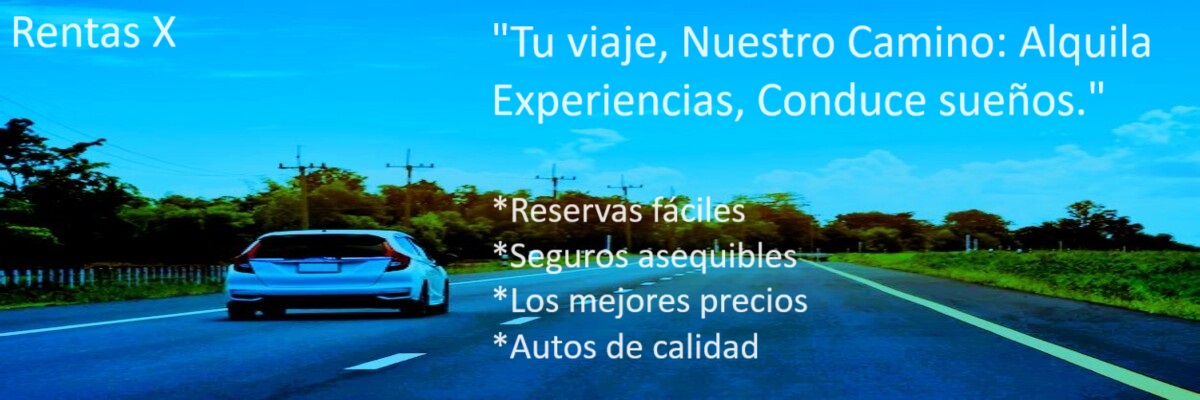 Rentas X
"Tu viaje, Nuestro Camino: Alquila
Experiencias, Conduce sueños."
*Reservas fáciles
*Seguros asequibles
*Los mejores precios
*Autos de calidad